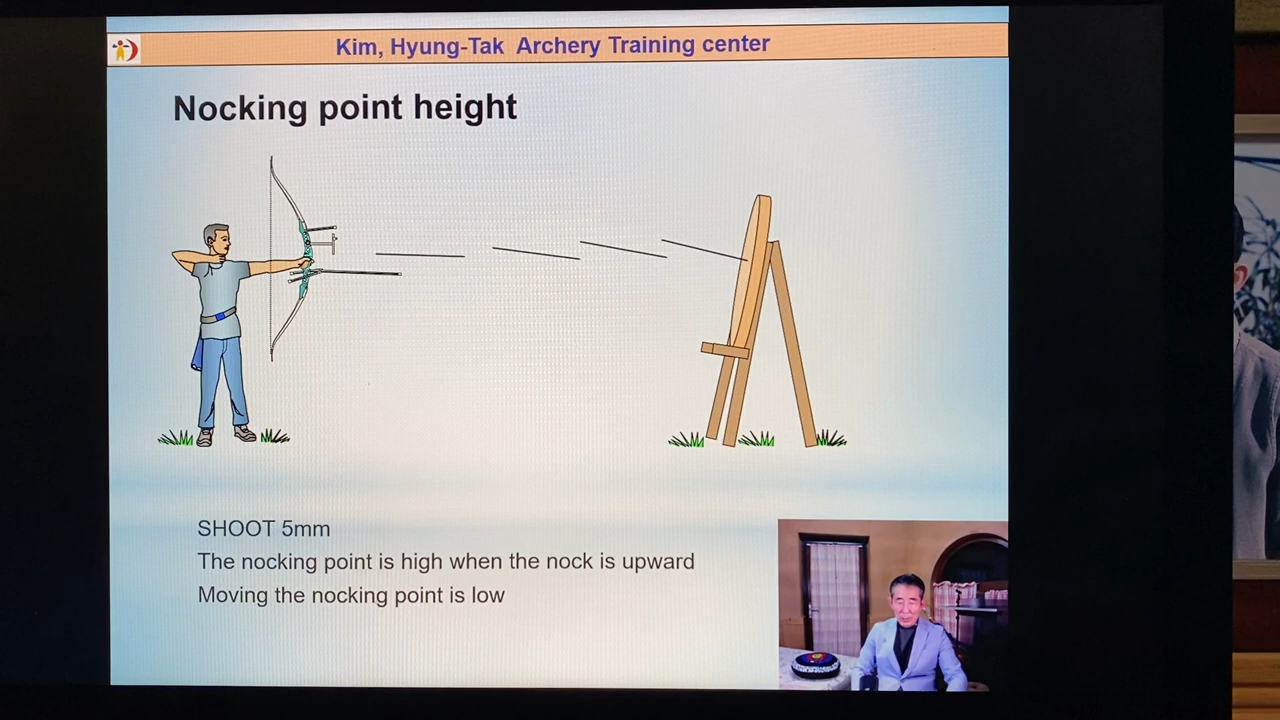 Kim, Hyung-Tak Archery Training center
Nocking point height
SHOOT 5mm
The nocking point is high when the nock is upward
Moving the nocking point is low